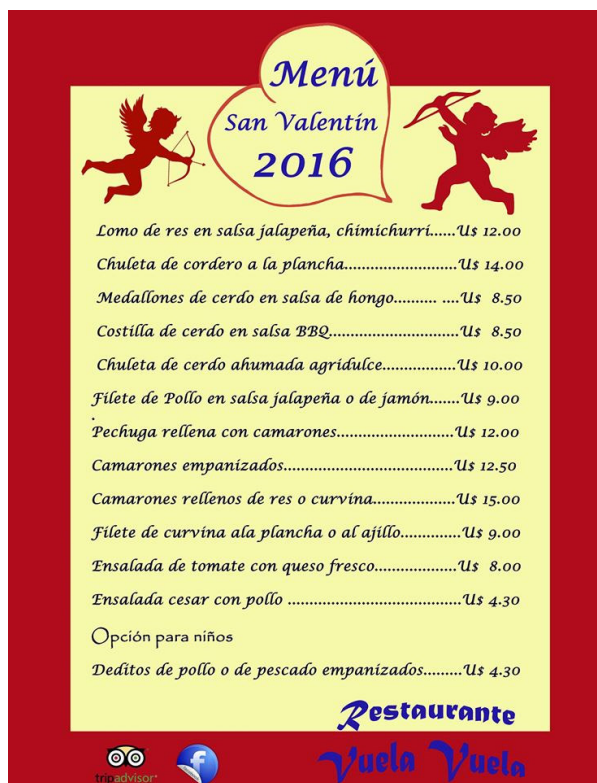 Menú
San Valentín
2016
Lomo de res en salsa jalapeña, chimichurri......U$ 12.00
Chuleta de cordero a la plancha..........................U$ 14.00
Medallones de cerdo en salsa de hongo.......... ....U$ 8.50
Costilla de cerdo en salsa BBQ..............................U$ 8.50
Chuleta de cerdo ahumada agridulce.................U$ 10.00
Filete de Pollo en salsa jalapeña o de jamón.......U$ 9.00
.
Pechuga rellena con camarones...........................U$ 12.00
Camarones empanizados.......................................U$ 12.50
Camarones rellenos de res o curvina...................U$ 15.00
Filete de curvina ala plancha o al ajillo..............U$ 9.00
Ensalada de tomate con queso fresco...................U$ 8.00
Ensalada cesar con pollo ........................................U$ 4.30
Opción para niños
Deditos de pollo o de pescado empanizados.........U$ 4.30
Restaurante
Vuela Vuela
tripadvisor
f